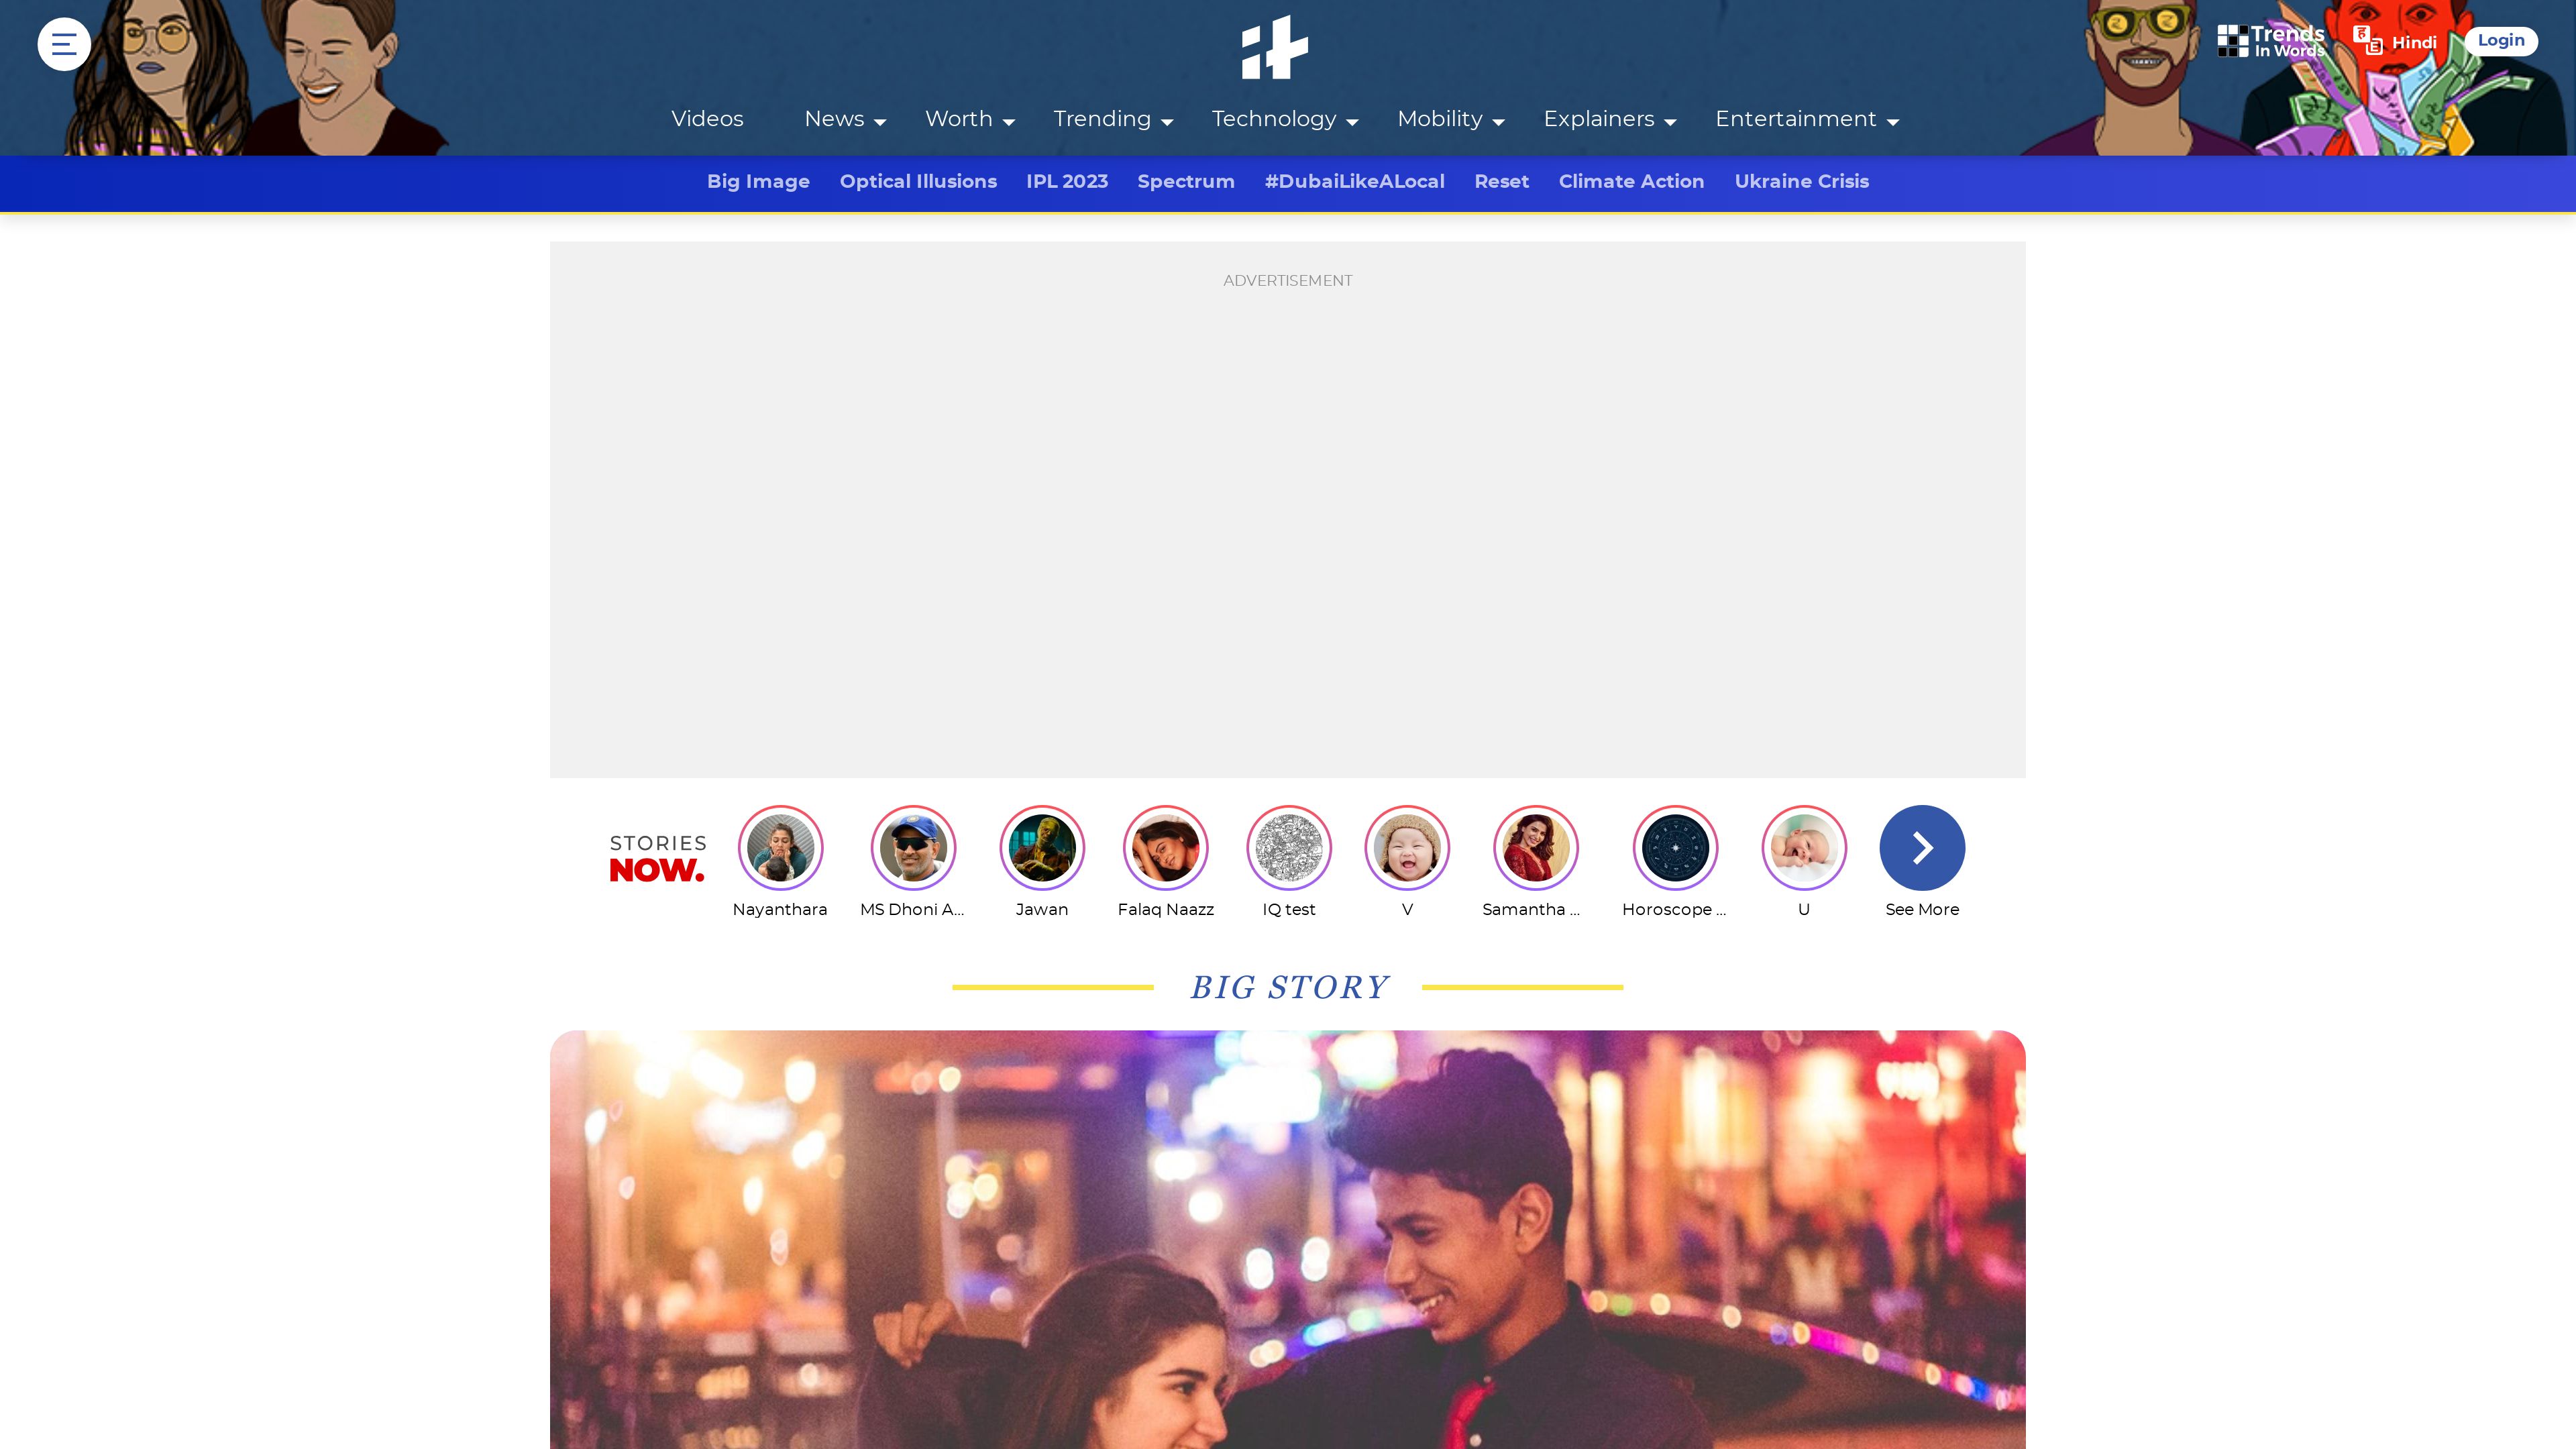 it
Trends
In Words
Hindi
Login
Videos
News
Worth
Trending
Technology
Mobility
Explainers
Entertainment
Big Image
Optical Illusions
IPL 2023
Spectrum
#DubaiLikeALocal
Reset
Climate Action
Ukraine Crisis
ADVERTISEMENT
STORIES
NOW.
Nayanthara
MS Dhoni A...
Jawan
Falaq Naazz
IQ test
V
Samantha ...
Horoscope ...
U
See More
BIG STORY